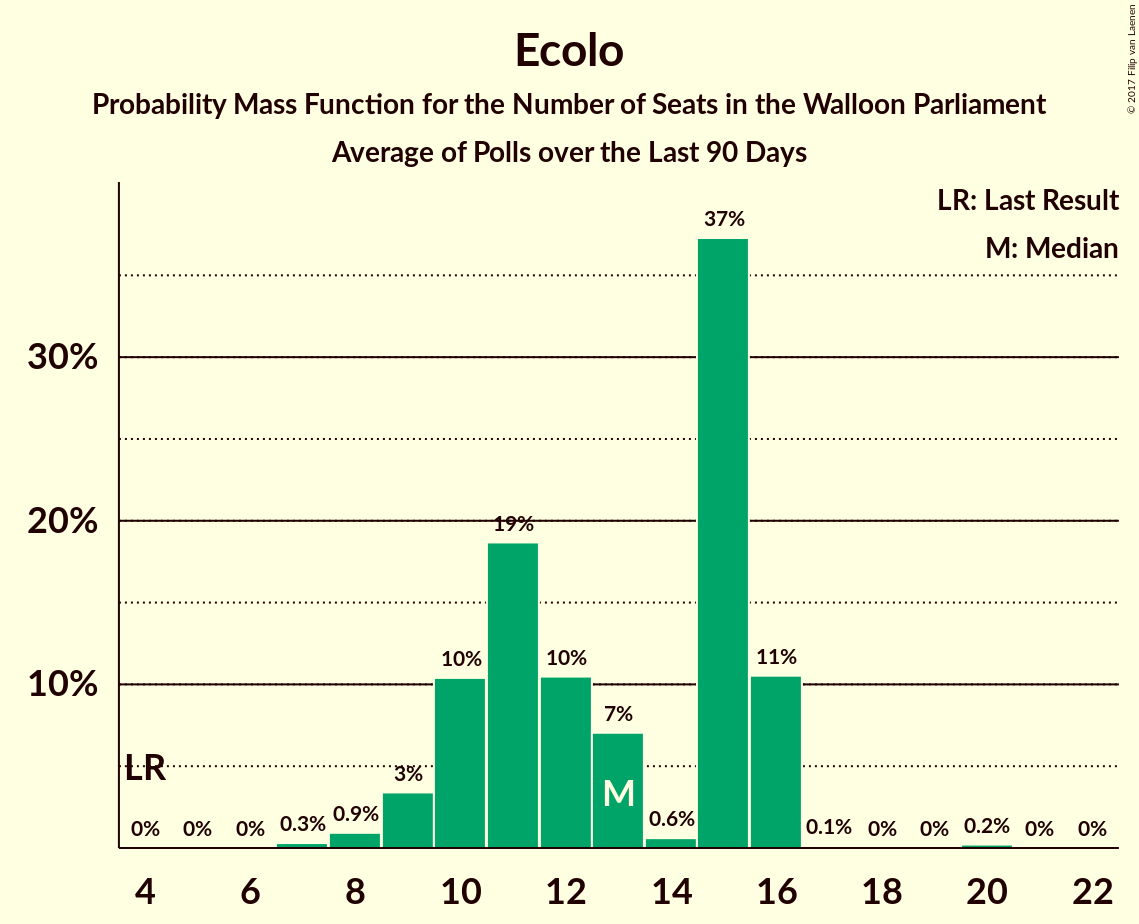 Ecolo
Probability Mass Function for the Number of Seats in the Walloon Parliament
Average of Polls over the Last 90 Days
© 2017 Filip van Laenen
LR: Last Result
M: Median
37%
30%
20%
19%
10%
10%
10%
11%
7%
LR
3%
M
0%
0%
0%
0.3%
0.9%
0.6%
0.1%
0%
0%
0.2%
0%
0%
4 6 8 10 12 14 16 18 20 22